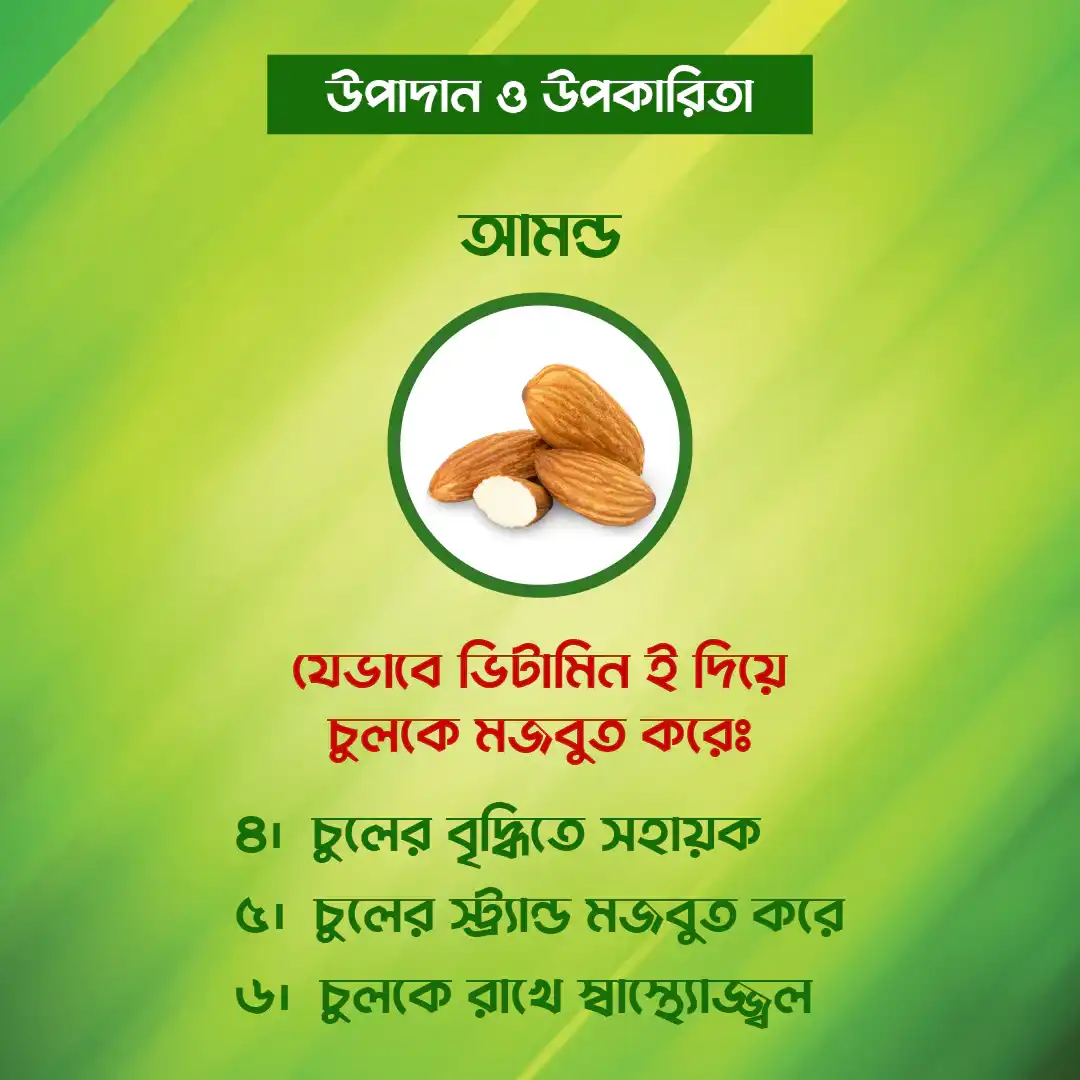 উপাদান ও উপকারিতা
আমন্ড
যেভাবে ভিটামিন ই দিয়ে
চুলকে মজবুত করেঃ
৪। চুলের বৃদ্ধিতে সহায়ক
৫। চুলের স্ট্র্যান্ড মজবুত করে
৬। চুলকে রাখে স্বাস্থ্যোজ্জ্বল